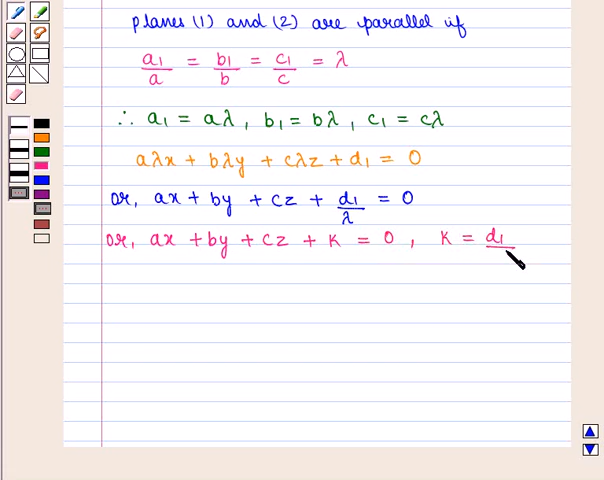 planes (1) and (2) are parallel if
a₁/a = b₁/b = c₁/c = λ
∴ a₁ = aλ, b₁ = bλ, c₁ = cλ
aλx + bλy + cλz + d₁ = 0
or, ax + by + cz + d₁/λ = 0
or, ax + by + cz + k = 0, k = d₁/